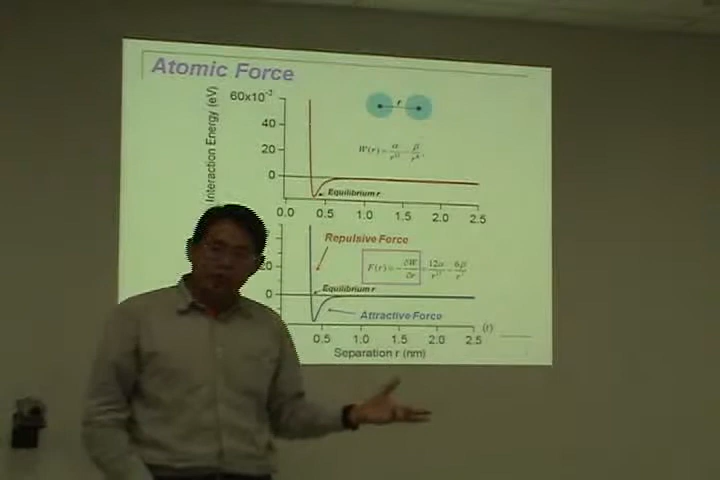 Atomic Force
Interaction Energy (eV)
60x10⁻³
40
20
0
r
W(r) = α/r¹² − β/r⁶,
Equilibrium r
0.0 0.5 1.0 1.5 2.0 2.5
Repulsive Force
20
F(r) = −∂W/∂r = 12α/r¹³ − 6β/r⁷
0
Equilibrium r
Attractive Force
0.5 1.0 1.5 2.0 2.5
Separation r (nm)